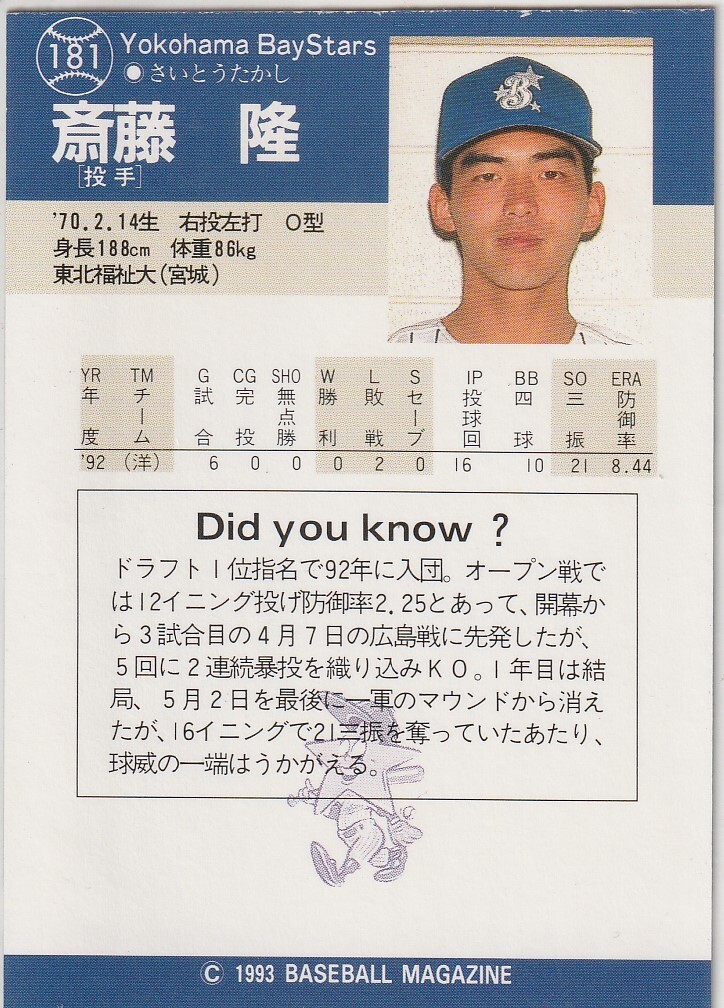 181
Yokohama BayStars
◉さいとうたかし
斎藤 隆
[投手]
B
'70.2.14生 右投左打 O型
身長188cm 体重86kg
東北福祉大(宮城)
YR TM G CG SHO W L S IP BB SO ERA
年度 チーム 試合 完投 無点勝 勝利 敗戦 セーブ 投球回 四球 三振 防御率
'92 (洋) 6 0 0 0 2 0 16 10 21 8.44
Did you know ?
ドラフト1位指名で92年に入団。オープン戦で
は12イニング投げ防御率2.25とあって、開幕か
ら3試合目の4月7日の広島戦に先発したが、
5回に2連続暴投を織り込みKO。1年目は結
局、5月2日を最後に一軍のマウンドから消え
たが、16イニングで21三振を奪っていたあたり、
球威の一端はうかがえる。
© 1993 BASEBALL MAGAZINE